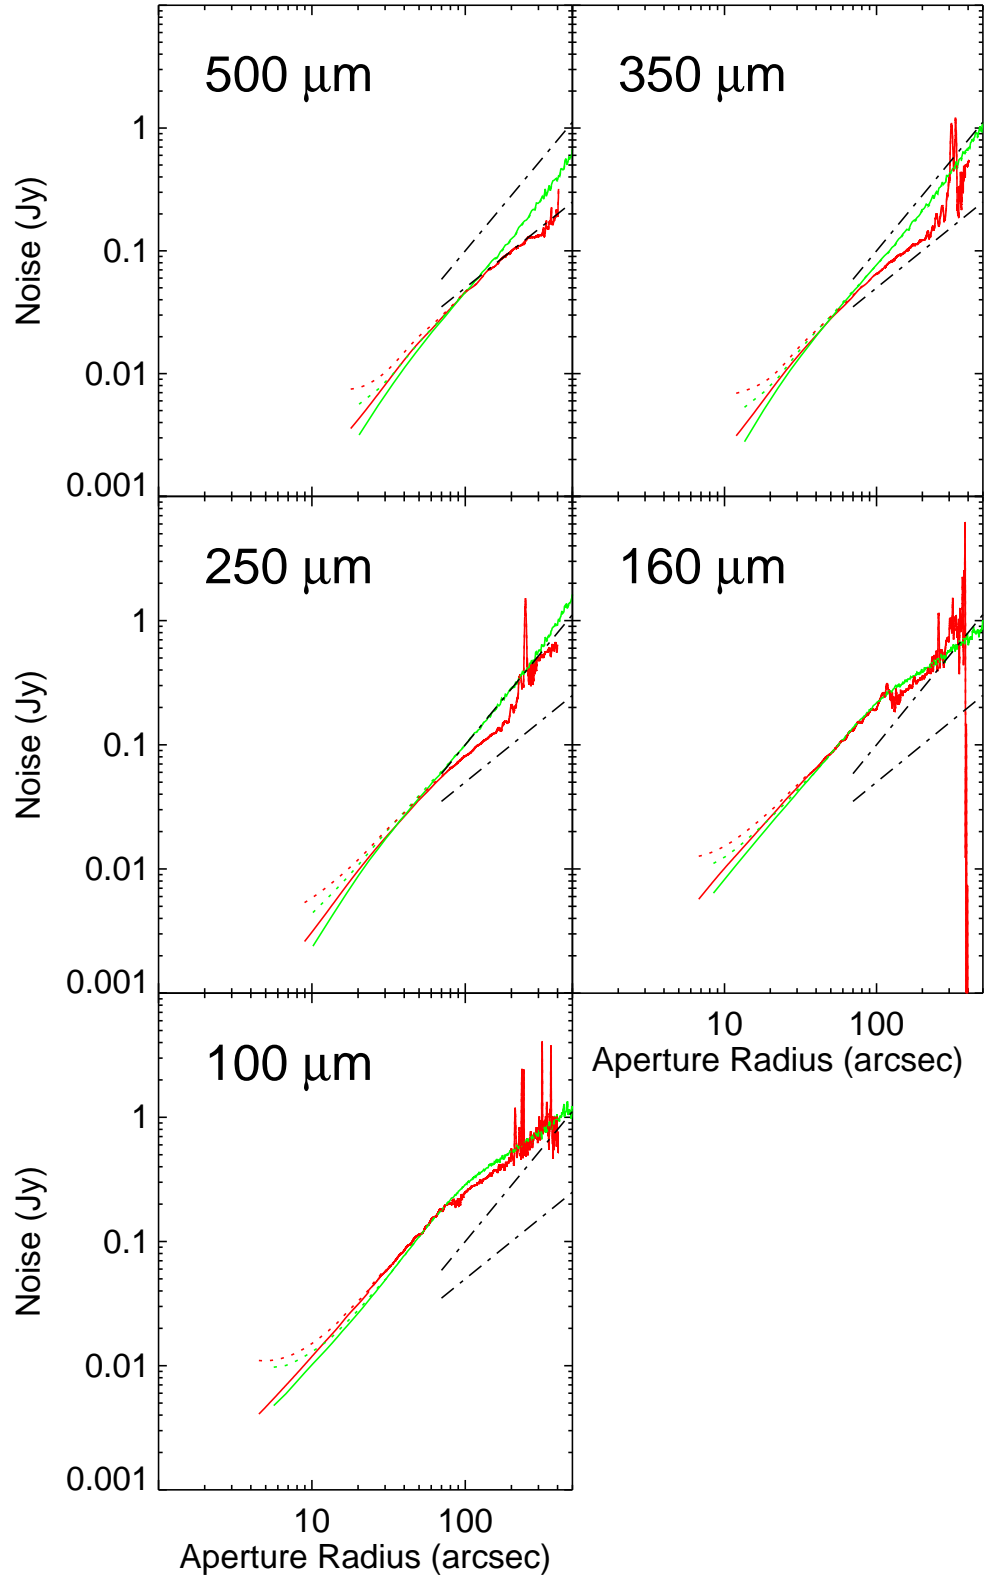 500 μm
350 μm
1
0.1
0.01
0.001
Noise (Jy)
250 μm
160 μm
1
0.1
0.01
0.001
Noise (Jy)
10 100
Aperture Radius (arcsec)
100 μm
1
0.1
0.01
0.001
Noise (Jy)
10 100
Aperture Radius (arcsec)